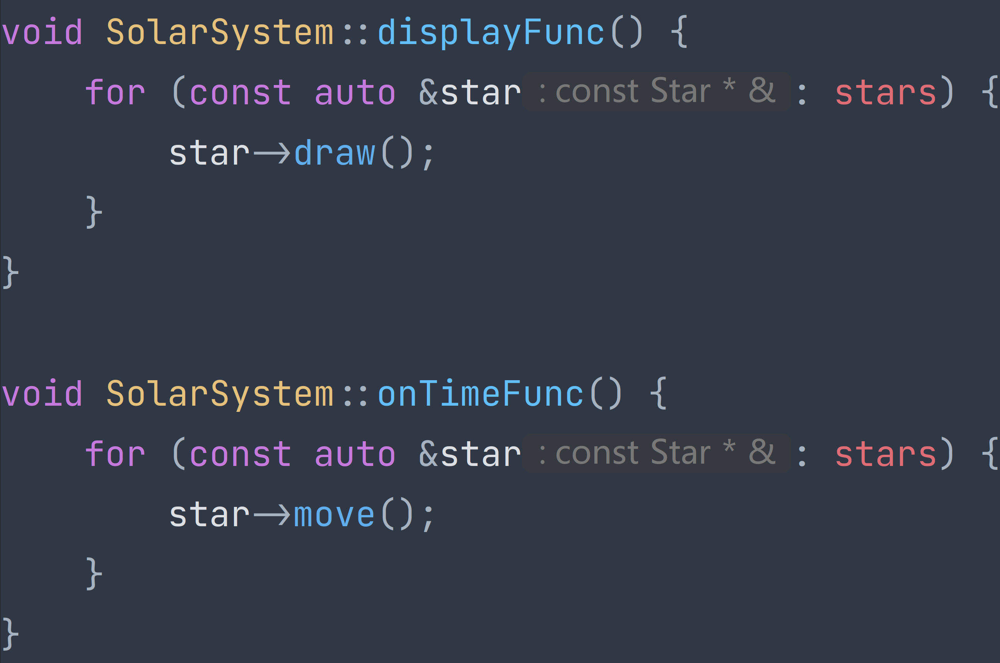 void SolarSystem::displayFunc() {
    for (const auto &star : const Star * & : stars) {
        star->draw();
    }
}

void SolarSystem::onTimeFunc() {
    for (const auto &star : const Star * & : stars) {
        star->move();
    }
}